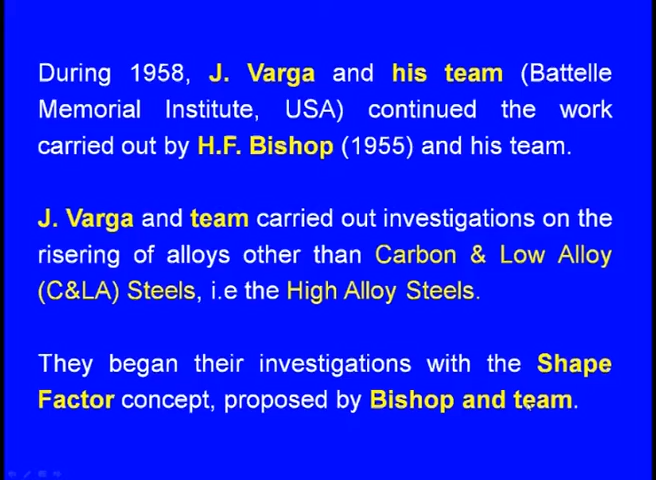 During 1958, J. Varga and his team (Battelle
Memorial Institute, USA) continued the work
carried out by H.F. Bishop (1955) and his team.
J. Varga and team carried out investigations on the
risering of alloys other than Carbon & Low Alloy
(C&LA) Steels, i.e the High Alloy Steels.
They began their investigations with the Shape
Factor concept, proposed by Bishop and team.